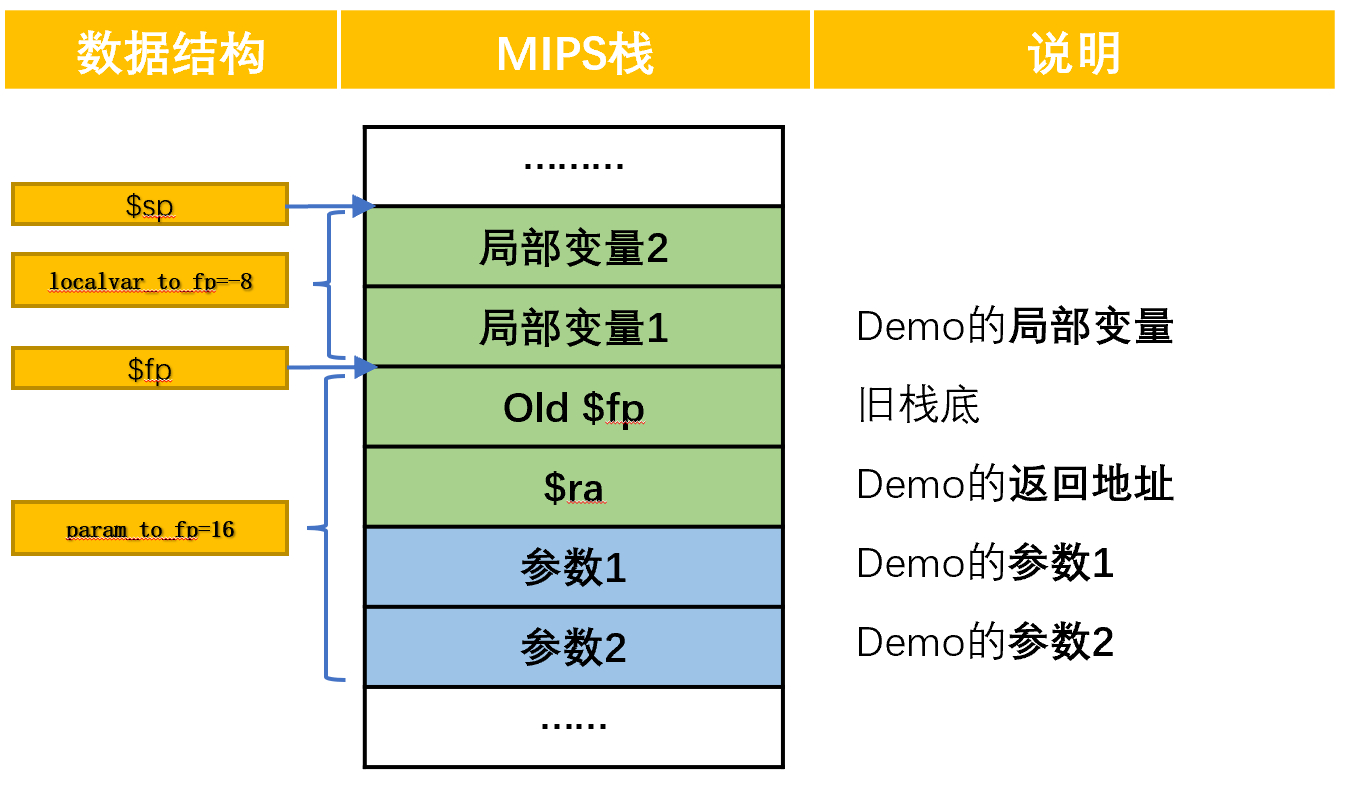 数据结构
MIPS栈
说明
………
$sp
局部变量2
localvar_to_fp=-8
局部变量1
Demo的局部变量
$fp
Old $fp
旧栈底
$ra
Demo的返回地址
param_to_fp=16
参数1
Demo的参数1
参数2
Demo的参数2
……